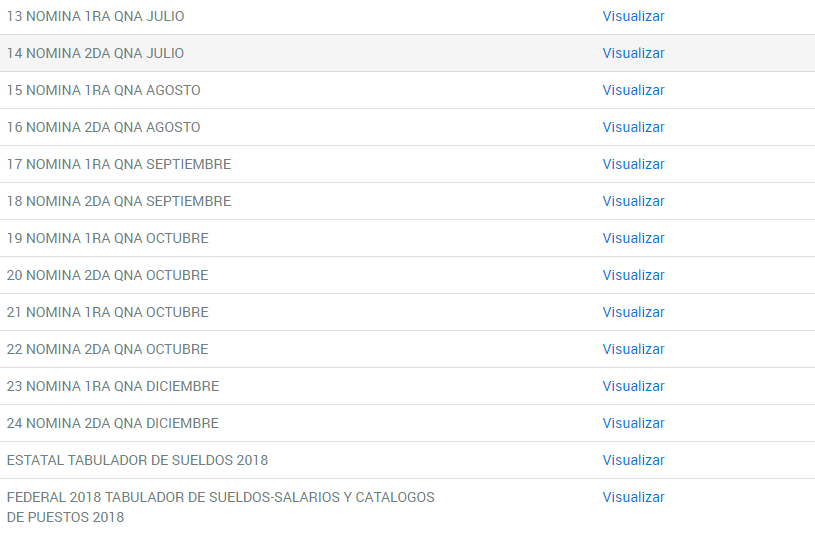 13 NOMINA 1RA QNA JULIO Visualizar
14 NOMINA 2DA QNA JULIO Visualizar
15 NOMINA 1RA QNA AGOSTO Visualizar
16 NOMINA 2DA QNA AGOSTO Visualizar
17 NOMINA 1RA QNA SEPTIEMBRE Visualizar
18 NOMINA 2DA QNA SEPTIEMBRE Visualizar
19 NOMINA 1RA QNA OCTUBRE Visualizar
20 NOMINA 2DA QNA OCTUBRE Visualizar
21 NOMINA 1RA QNA OCTUBRE Visualizar
22 NOMINA 2DA QNA OCTUBRE Visualizar
23 NOMINA 1RA QNA DICIEMBRE Visualizar
24 NOMINA 2DA QNA DICIEMBRE Visualizar
ESTATAL TABULADOR DE SUELDOS 2018 Visualizar
FEDERAL 2018 TABULADOR DE SUELDOS-SALARIOS Y CATALOGOS Visualizar
DE PUESTOS 2018